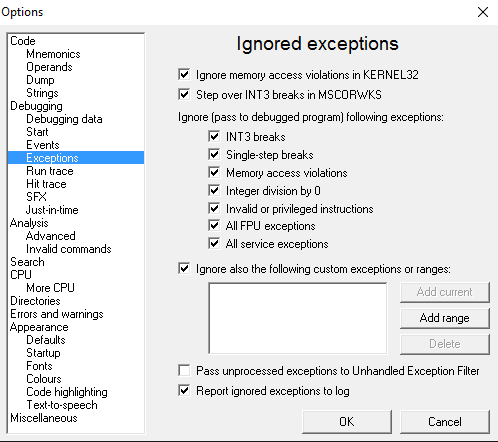 Options
Code
Mnemonics
Operands
Dump
Strings
Debugging
Debugging data
Start
Events
Exceptions
Run trace
Hit trace
SFX
Just-in-time
Analysis
Advanced
Invalid commands
Search
CPU
More CPU
Directories
Errors and warnings
Appearance
Defaults
Startup
Fonts
Colours
Code highlighting
Text-to-speech
Miscellaneous
Ignored exceptions
Ignore memory access violations in KERNEL32
Step over INT3 breaks in MSCORWKS
Ignore (pass to debugged program) following exceptions:
INT3 breaks
Single-step breaks
Memory access violations
Integer division by 0
Invalid or privileged instructions
All FPU exceptions
All service exceptions
Ignore also the following custom exceptions or ranges:
Add current
Add range
Delete
Pass unprocessed exceptions to Unhandled Exception Filter
Report ignored exceptions to log
OK
Cancel